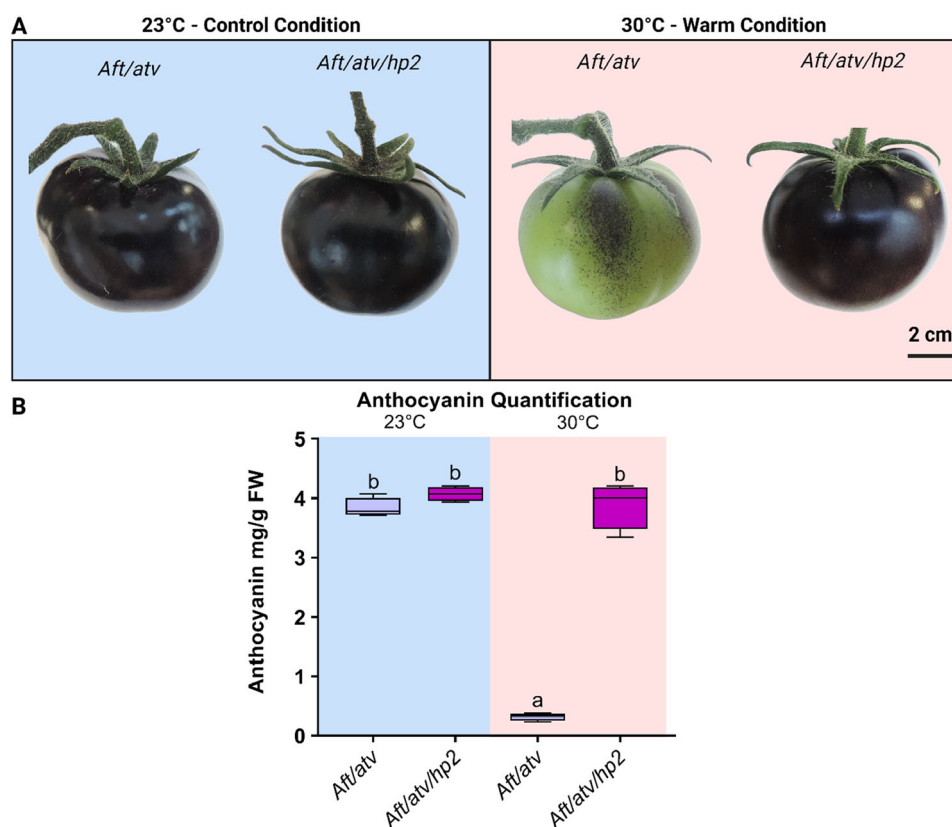 A
23°C - Control Condition
30°C - Warm Condition
Aft/atv
Aft/atv/hp2
Aft/atv
Aft/atv/hp2
2 cm
B
Anthocyanin Quantification
23°C
30°C
Anthocyanin mg/g FW
5
4
3
2
1
0
b
b
a
b
Aft/atv
Aft/atv/hp2
Aft/atv
Aft/atv/hp2